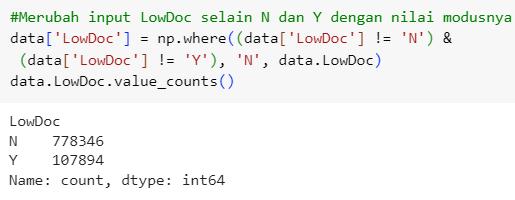 #Merubah input LowDoc selain N dan Y dengan nilai modusnya
data['LowDoc'] = np.where((data['LowDoc'] != 'N') &
(data['LowDoc'] != 'Y'), 'N', data.LowDoc)
data.LowDoc.value_counts()
LowDoc
N    778346
Y    107894
Name: count, dtype: int64